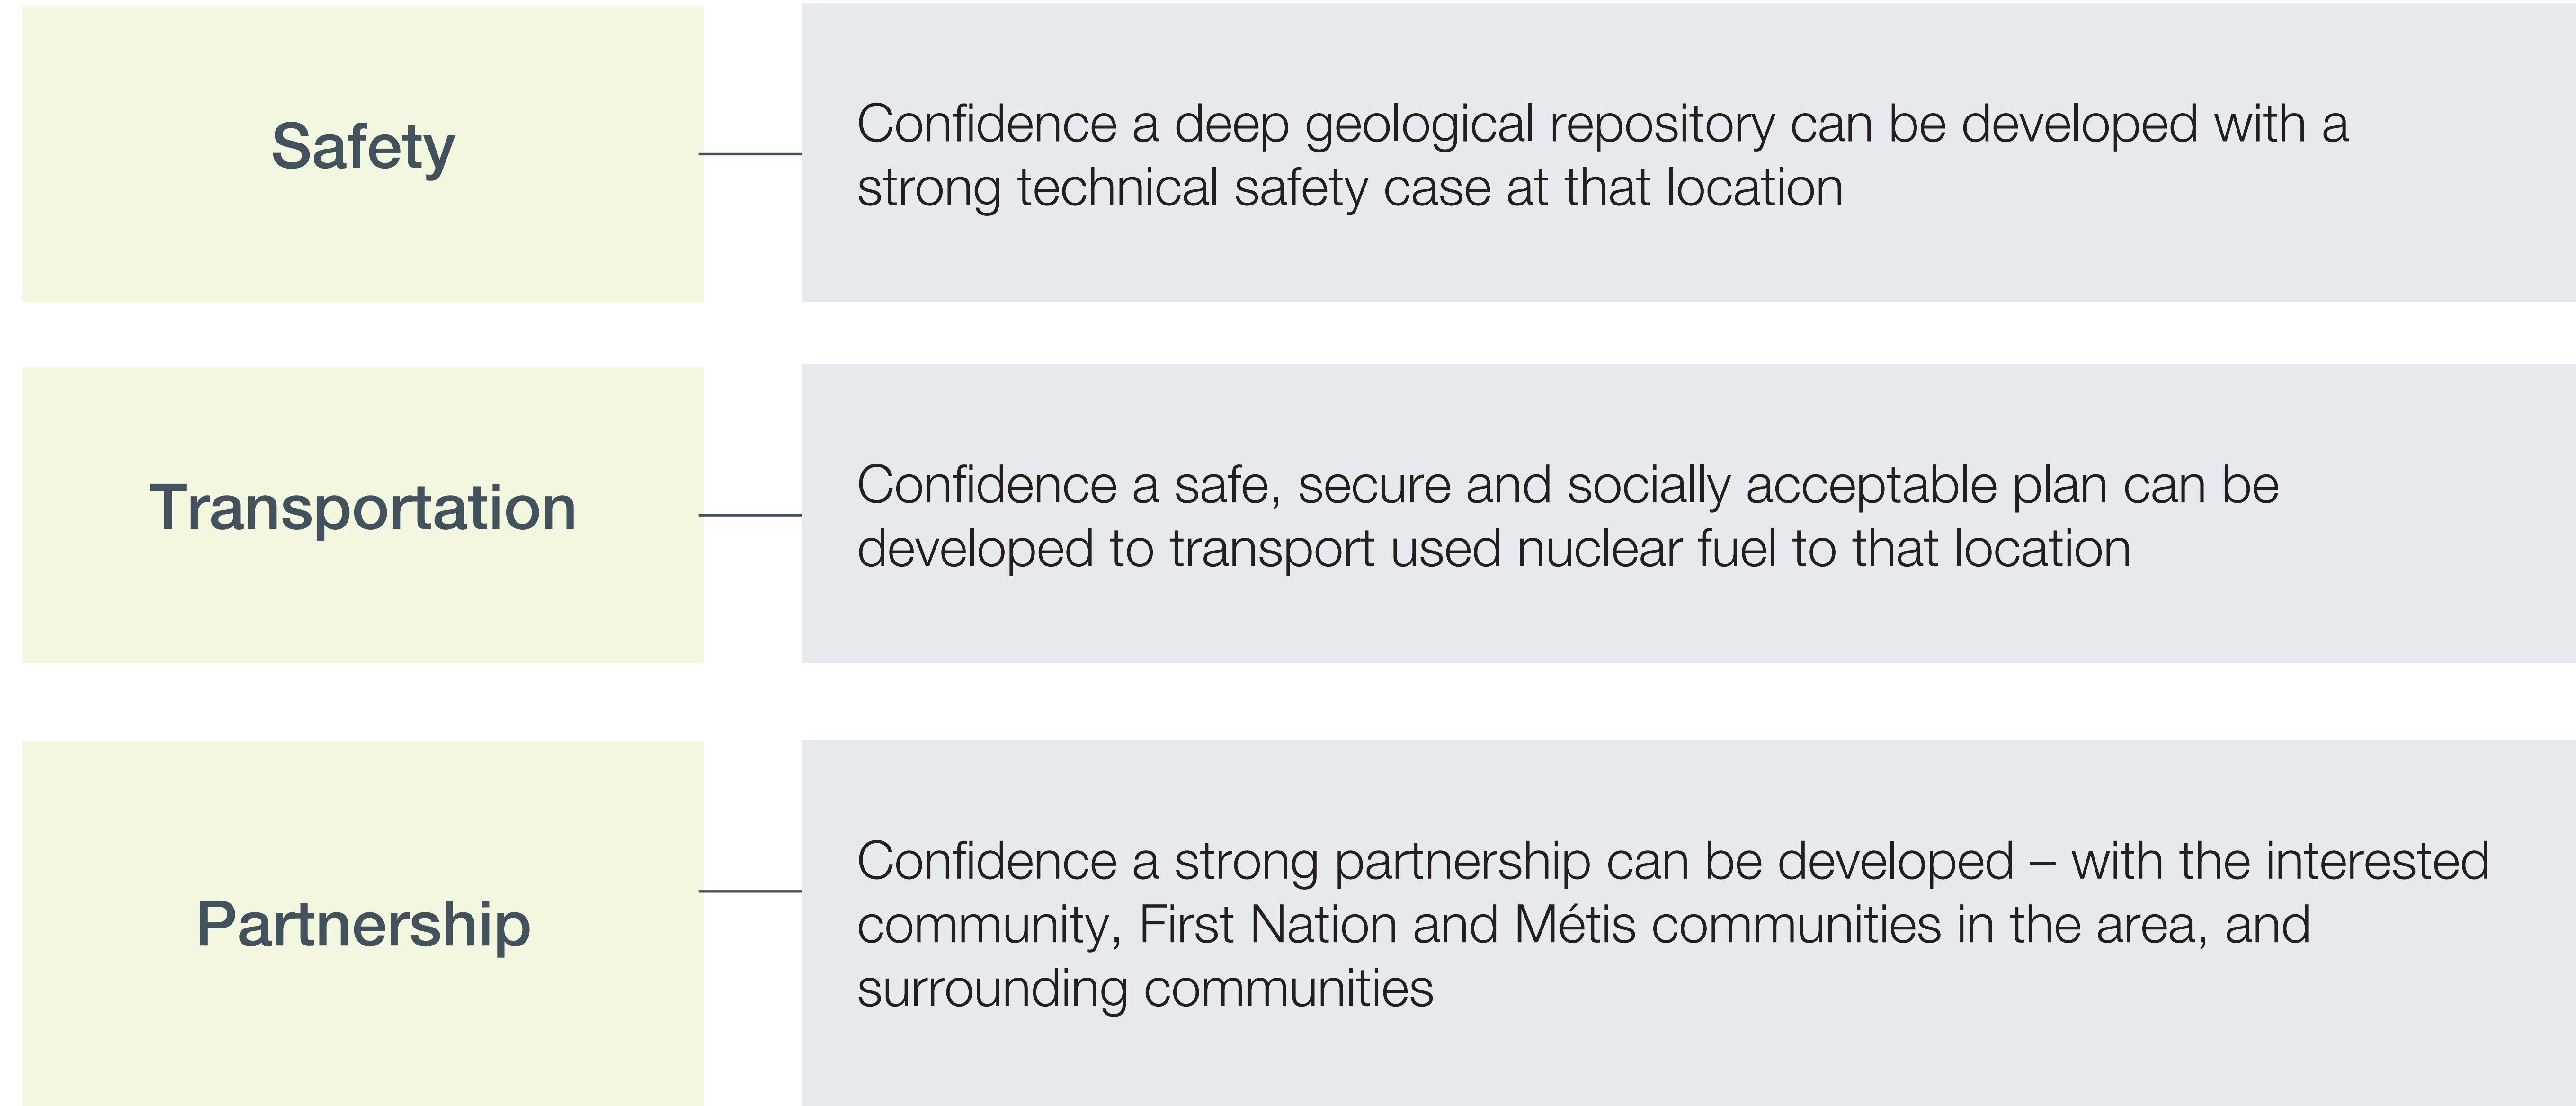 Safety
Confidence a deep geological repository can be developed with a
strong technical safety case at that location
Transportation
Confidence a safe, secure and socially acceptable plan can be
developed to transport used nuclear fuel to that location
Partnership
Confidence a strong partnership can be developed – with the interested
community, First Nation and Métis communities in the area, and
surrounding communities